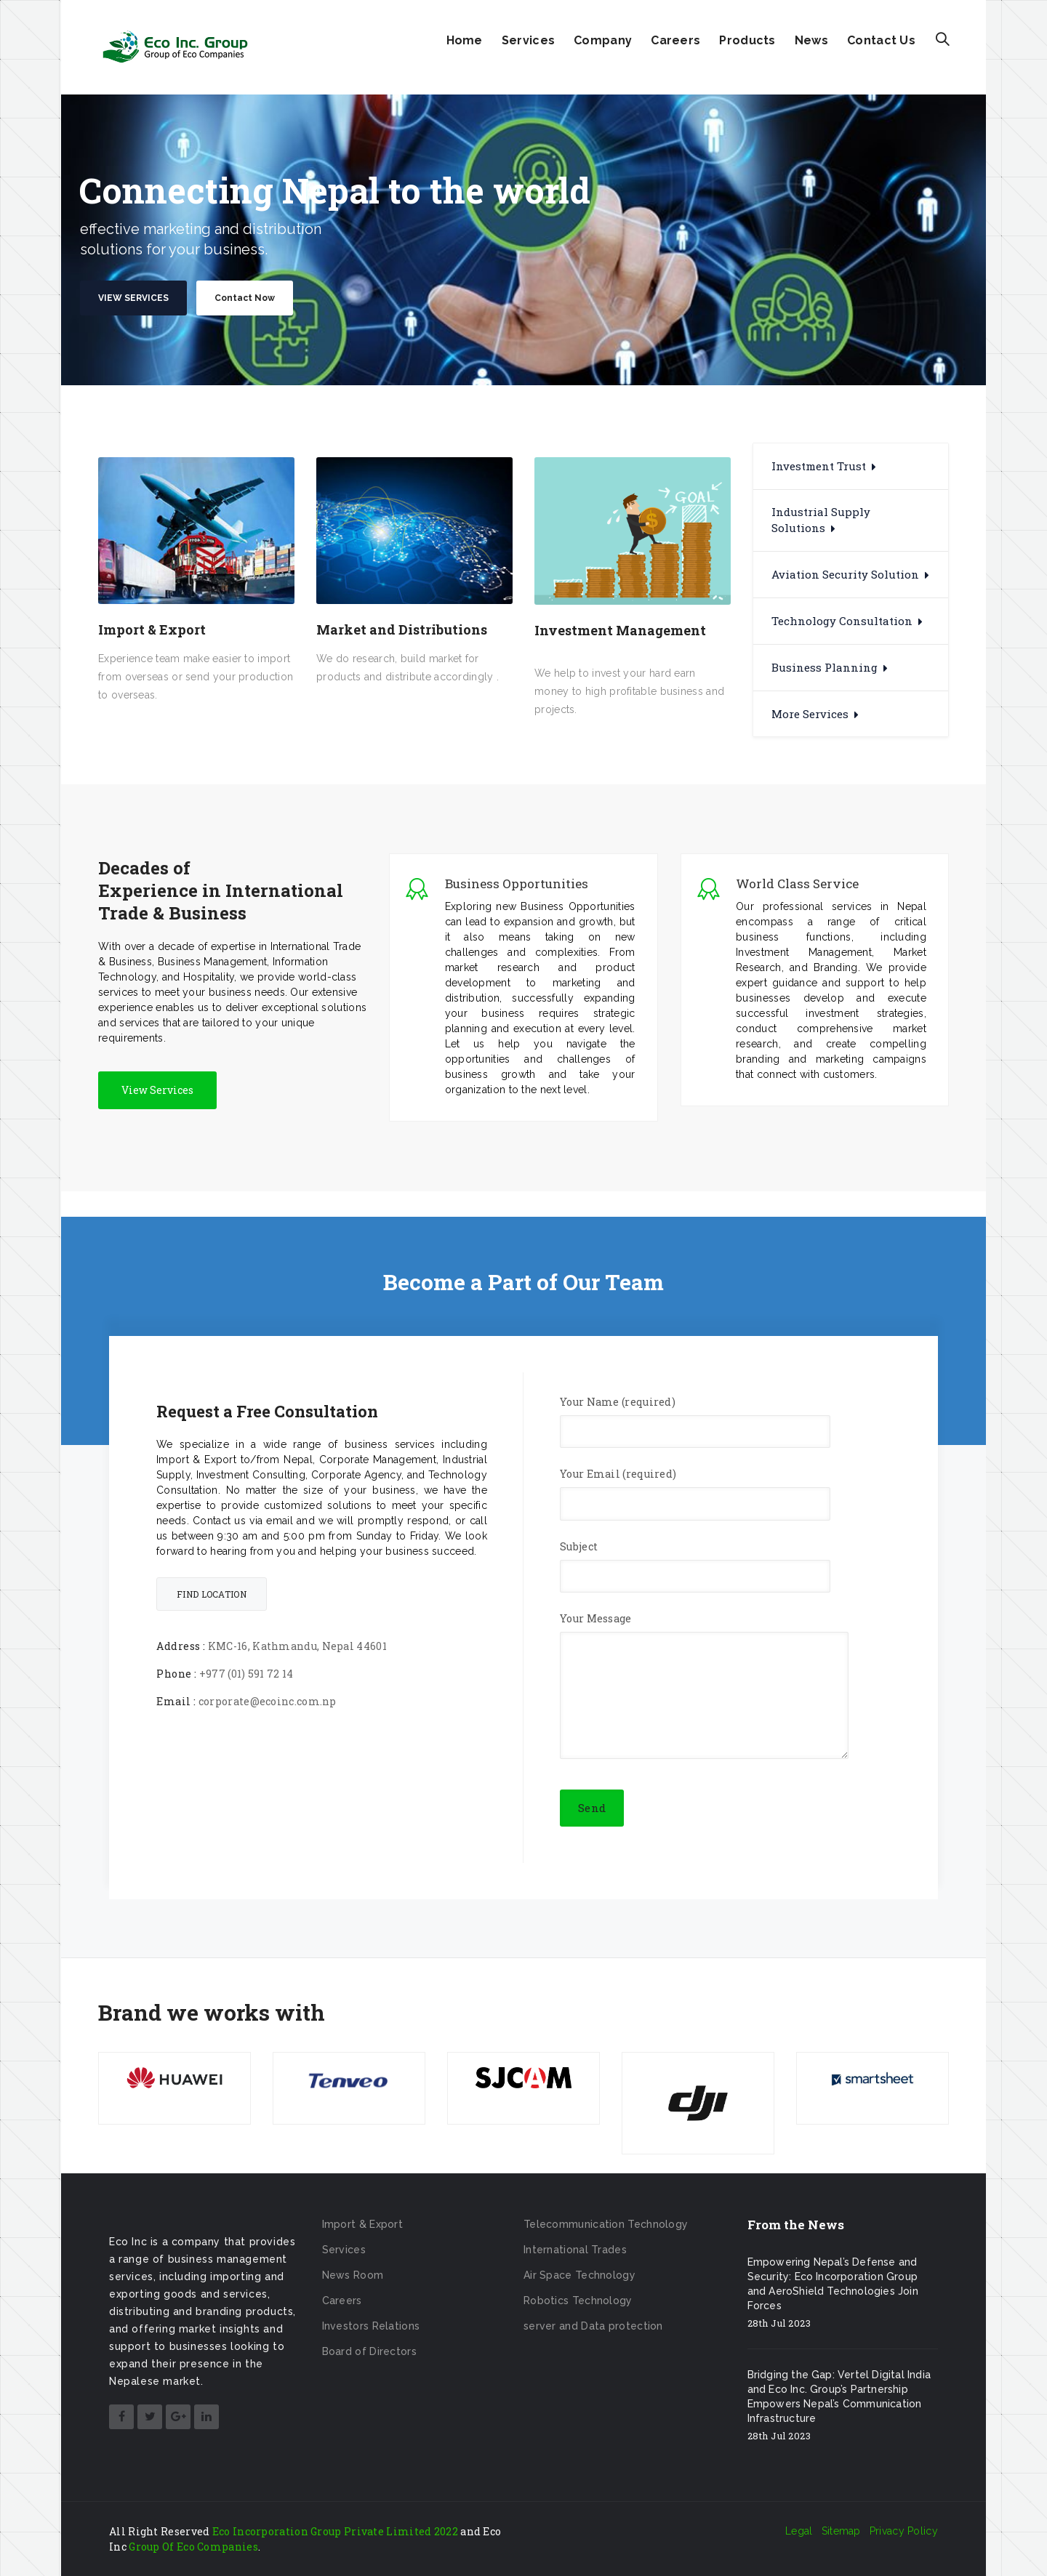 Eco Inc. Group
Group of Eco Companies
Home Services Company Careers Products News Contact Us
Connecting Nepal to the world
effective marketing and distribution
solutions for your business.
VIEW SERVICES Contact Now
GOAL
Import & Export
Experience team make easier to import
from overseas or send your production
to overseas.
Market and Distributions
We do research, build market for
products and distribute accordingly .
Investment Management
We help to invest your hard earn
money to high profitable business and
projects.
Investment Trust
Industrial Supply
Solutions
Aviation Security Solution
Technology Consultation
Business Planning
More Services
Decades of
Experience in International
Trade & Business
With over a decade of expertise in International Trade
& Business, Business Management, Information
Technology, and Hospitality, we provide world-class
services to meet your business needs. Our extensive
experience enables us to deliver exceptional solutions
and services that are tailored to your unique
requirements.
View Services
Business Opportunities
Exploring new Business Opportunities
can lead to expansion and growth, but
it also means taking on new
challenges and complexities. From
market research and product
development to marketing and
distribution, successfully expanding
your business requires strategic
planning and execution at every level.
Let us help you navigate the
opportunities and challenges of
business growth and take your
organization to the next level.
World Class Service
Our professional services in Nepal
encompass a range of critical
business functions, including
Investment Management, Market
Research, and Branding. We provide
expert guidance and support to help
businesses develop and execute
successful investment strategies,
conduct comprehensive market
research, and create compelling
branding and marketing campaigns
that connect with customers.
Become a Part of Our Team
Request a Free Consultation
We specialize in a wide range of business services including
Import & Export to/from Nepal, Corporate Management, Industrial
Supply, Investment Consulting, Corporate Agency, and Technology
Consultation. No matter the size of your business, we have the
expertise to provide customized solutions to meet your specific
needs. Contact us via email and we will promptly respond, or call
us between 9:30 am and 5:00 pm from Sunday to Friday. We look
forward to hearing from you and helping your business succeed.
FIND LOCATION
Address : KMC-16, Kathmandu, Nepal 44601
Phone : +977 (01) 591 72 14
Email : corporate@ecoinc.com.np
Your Name (required)
Your Email (required)
Subject
Your Message
Send
Brand we works with
HUAWEI
Tenveo
SJCAM
dji
smartsheet
Eco Inc is a company that provides
a range of business management
services, including importing and
exporting goods and services,
distributing and branding products,
and offering market insights and
support to businesses looking to
expand their presence in the
Nepalese market.
Import & Export
Services
News Room
Careers
Investors Relations
Board of Directors
Telecommunication Technology
International Trades
Air Space Technology
Robotics Technology
server and Data protection
From the News
Empowering Nepal's Defense and
Security: Eco Incorporation Group
and AeroShield Technologies Join
Forces
28th Jul 2023
Bridging the Gap: Vertel Digital India
and Eco Inc. Group's Partnership
Empowers Nepal's Communication
Infrastructure
28th Jul 2023
All Right Reserved Eco Incorporation Group Private Limited 2022 and Eco
Inc Group Of Eco Companies.
Legal Sitemap Privacy Policy